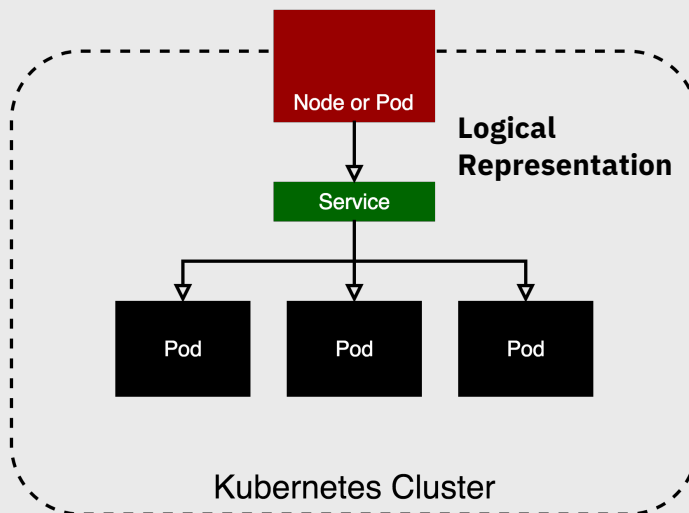 Node or Pod
Logical
Representation
Service
Pod
Pod
Pod
Kubernetes Cluster